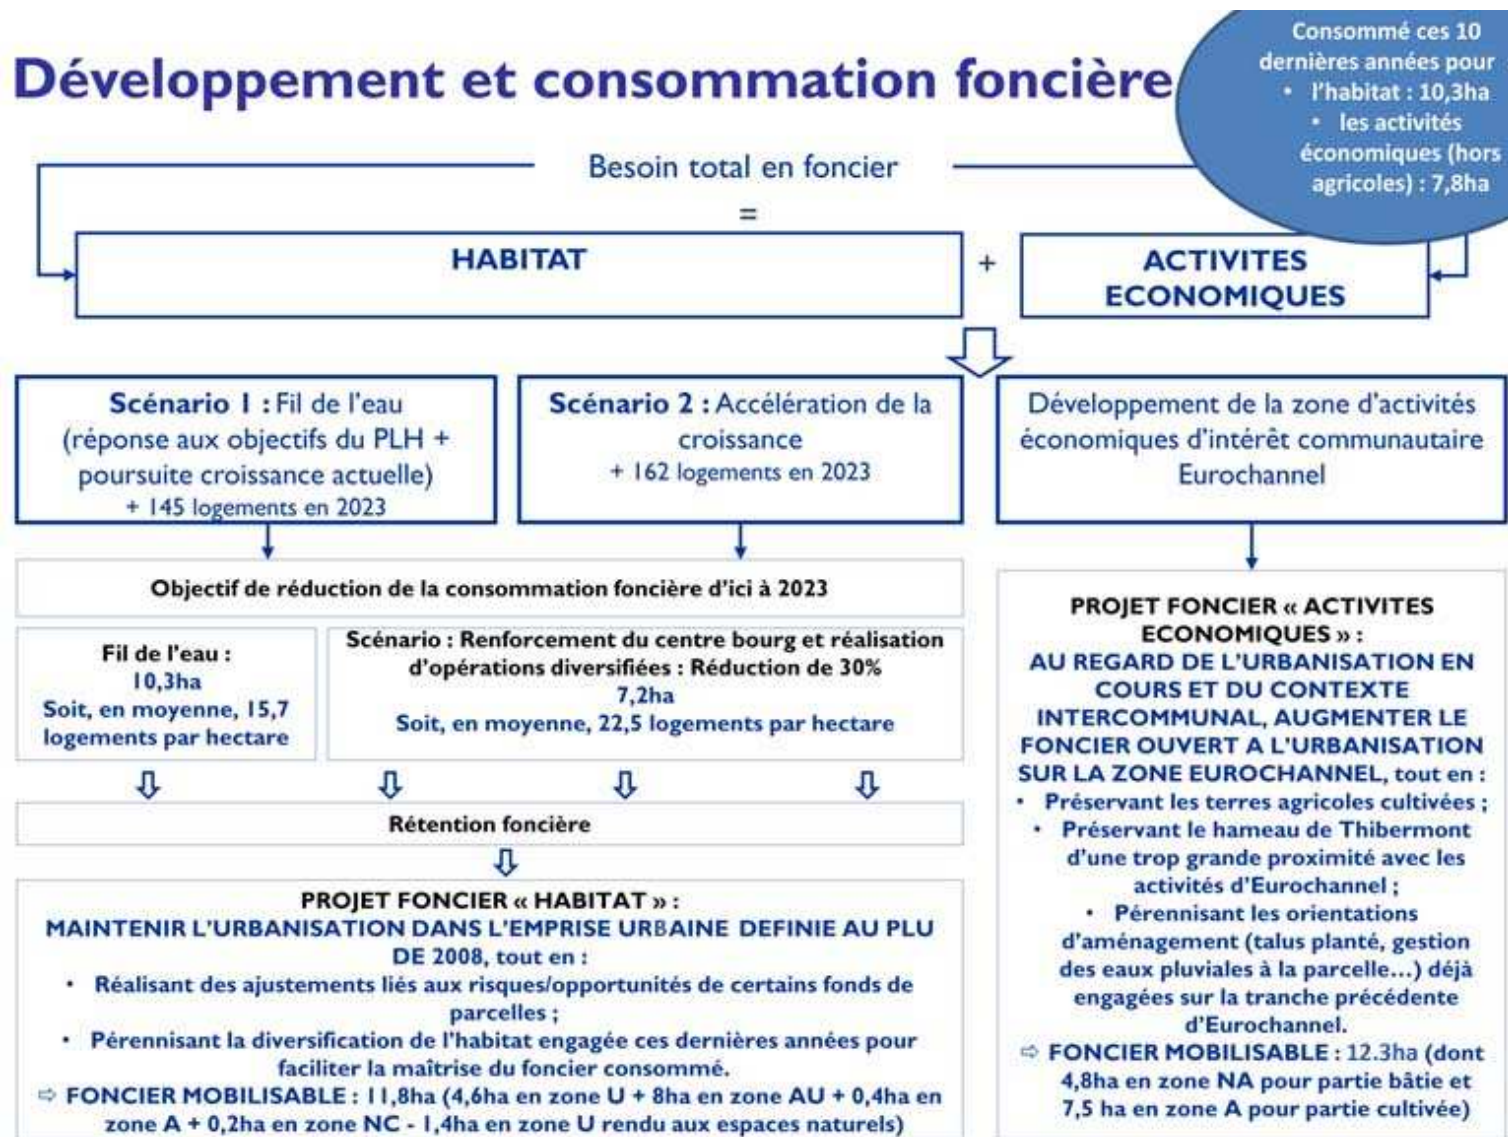 Développement et consommation foncière
Consommé ces 10
dernières années pour
• l'habitat : 10,3ha
• les activités
économiques (hors
agricoles) : 7,8ha
Besoin total en foncier
=
HABITAT
+
ACTIVITES
ECONOMIQUES
Scénario 1 : Fil de l'eau
(réponse aux objectifs du PLH +
poursuite croissance actuelle)
+ 145 logements en 2023
Scénario 2 : Accélération de la
croissance
+ 162 logements en 2023
Développement de la zone d'activités
économiques d'intérêt communautaire
Eurochannel
Objectif de réduction de la consommation foncière d'ici à 2023
Fil de l'eau :
10,3ha
Soit, en moyenne, 15,7
logements par hectare
Scénario : Renforcement du centre bourg et réalisation
d'opérations diversifiées : Réduction de 30%
7,2ha
Soit, en moyenne, 22,5 logements par hectare
Rétention foncière
PROJET FONCIER « HABITAT » :
MAINTENIR L'URBANISATION DANS L'EMPRISE URBAINE DEFINIE AU PLU
DE 2008, tout en :
• Réalisant des ajustements liés aux risques/opportunités de certains fonds de
parcelles ;
• Pérennisant la diversification de l'habitat engagée ces dernières années pour
faciliter la maîtrise du foncier consommé.
⇨ FONCIER MOBILISABLE : 11,8ha (4,6ha en zone U + 8ha en zone AU + 0,4ha en
zone A + 0,2ha en zone NC - 1,4ha en zone U rendu aux espaces naturels)
PROJET FONCIER « ACTIVITES
ECONOMIQUES » :
AU REGARD DE L'URBANISATION EN
COURS ET DU CONTEXTE
INTERCOMMUNAL, AUGMENTER LE
FONCIER OUVERT A L'URBANISATION
SUR LA ZONE EUROCHANNEL, tout en :
• Préservant les terres agricoles cultivées ;
• Préservant le hameau de Thibermont
d'une trop grande proximité avec les
activités d'Eurochannel ;
• Pérennisant les orientations
d'aménagement (talus planté, gestion
des eaux pluviales à la parcelle...) déjà
engagées sur la tranche précédente
d'Eurochannel.
⇨ FONCIER MOBILISABLE : 12.3ha (dont
4,8ha en zone NA pour partie bâtie et
7,5 ha en zone A pour partie cultivée)